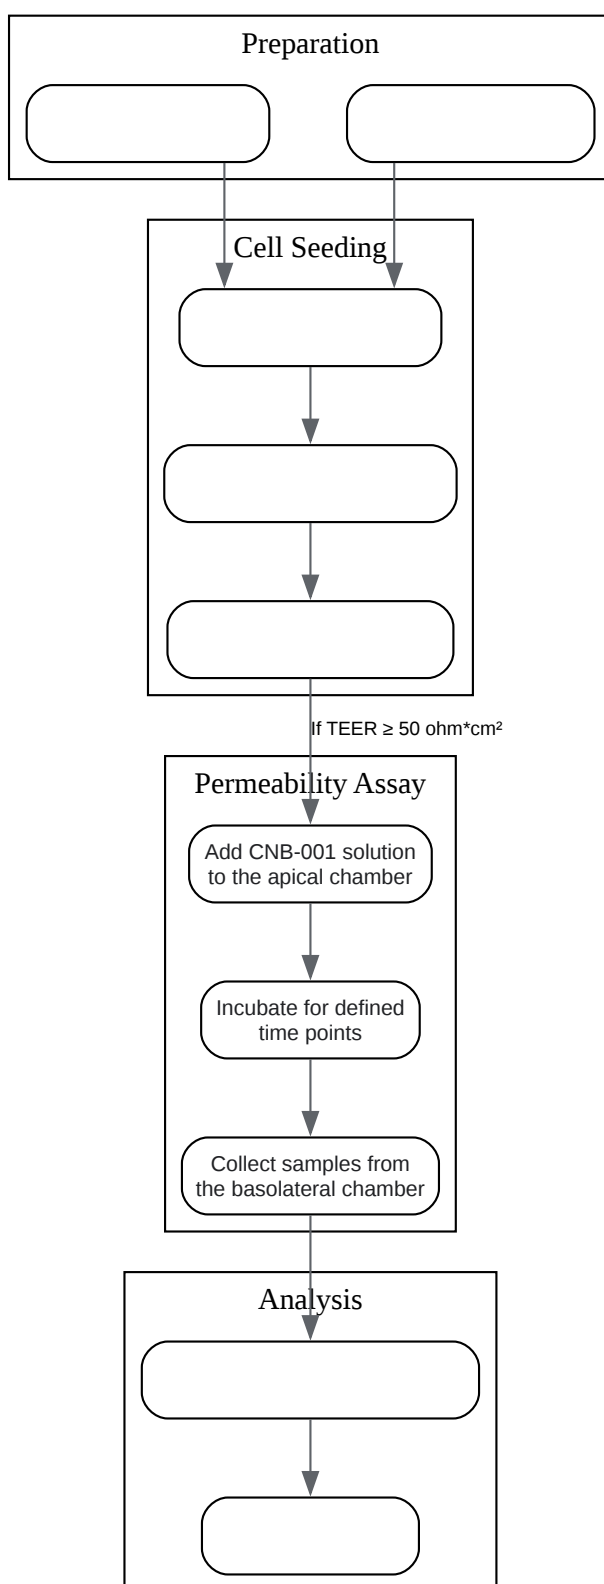 Preparation
Cell Seeding
If TEER ≥ 50 ohm*cm²
Permeability Assay
Add CNB-001 solution
to the apical chamber
Incubate for defined
time points
Collect samples from
the basolateral chamber
Analysis